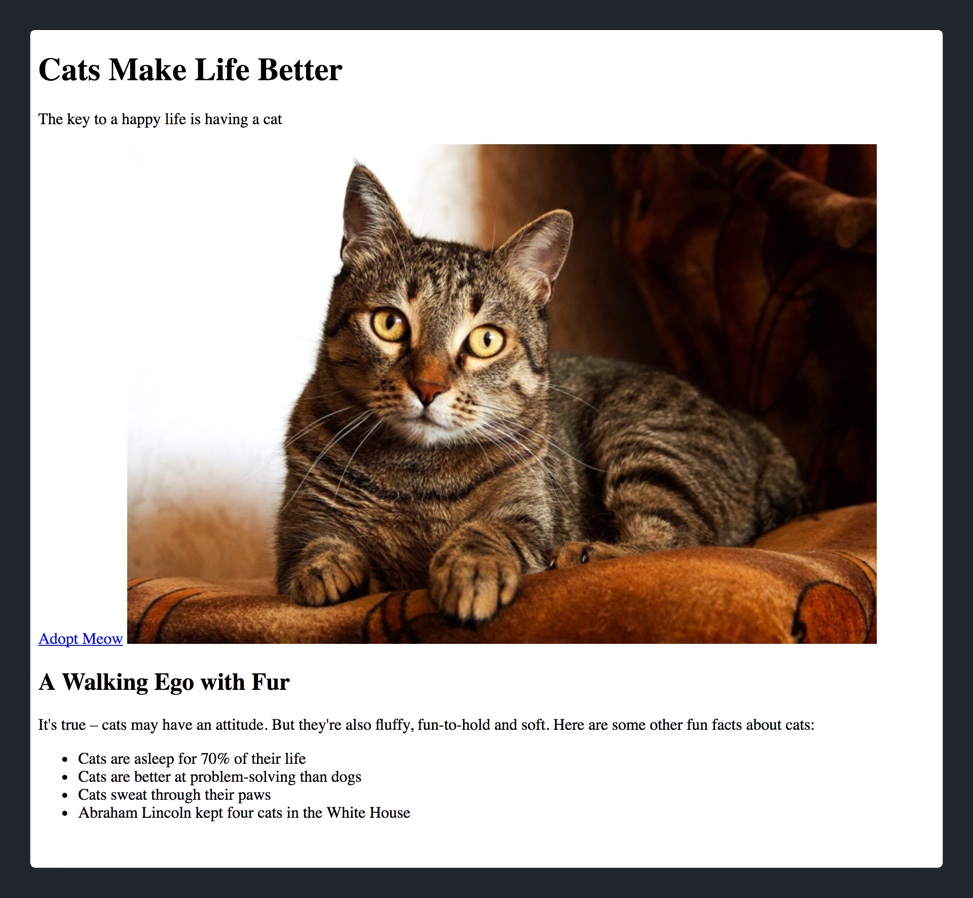 Cats Make Life Better
The key to a happy life is having a cat
Adopt Meow
A Walking Ego with Fur
It's true – cats may have an attitude. But they're also fluffy, fun-to-hold and soft. Here are some other fun facts about cats:
Cats are asleep for 70% of their life
Cats are better at problem-solving than dogs
Cats sweat through their paws
Abraham Lincoln kept four cats in the White House